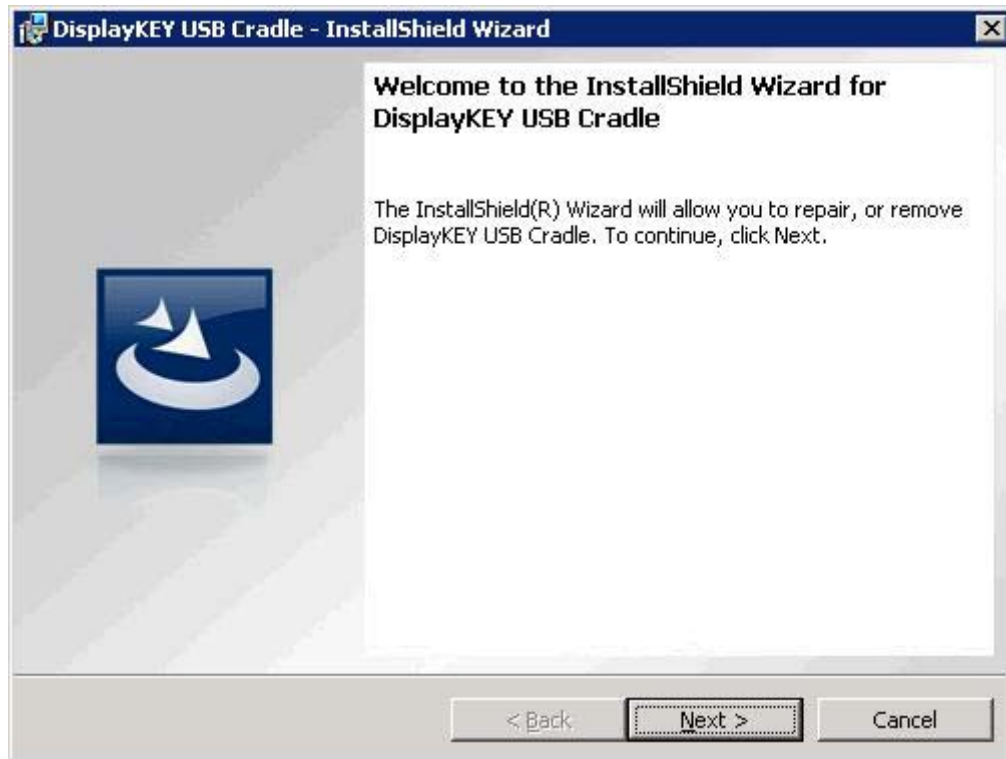 DisplayKEY USB Cradle - InstallShield Wizard
Welcome to the InstallShield Wizard for
DisplayKEY USB Cradle
The InstallShield(R) Wizard will allow you to repair, or remove
DisplayKEY USB Cradle. To continue, click Next.
< Back
Next >
Cancel